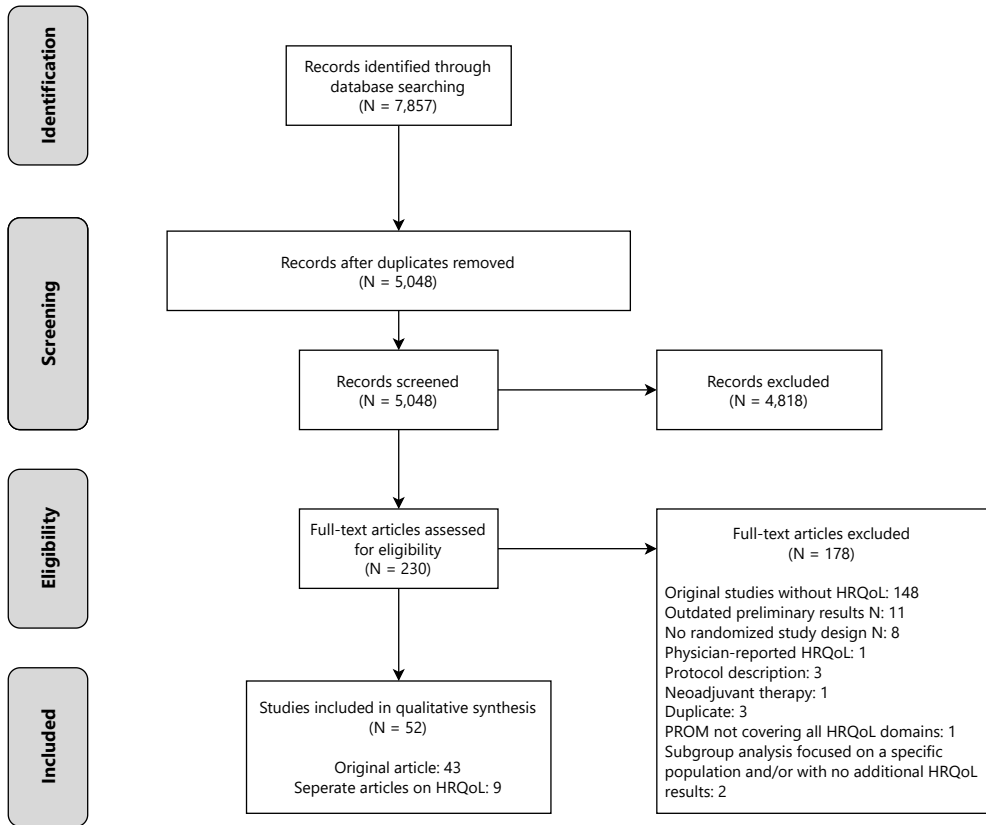 Identification
Records identified through
database searching
(N = 7,857)
Screening
Records after duplicates removed
(N = 5,048)
Records screened
(N = 5,048)
Records excluded
(N = 4,818)
Eligibility
Full-text articles assessed
for eligibility
(N = 230)
Full-text articles excluded
(N = 178)
Original studies without HRQoL: 148
Outdated preliminary results N: 11
No randomized study design N: 8
Physician-reported HRQoL: 1
Protocol description: 3
Neoadjuvant therapy: 1
Duplicate: 3
PROM not covering all HRQoL domains: 1
Subgroup analysis focused on a specific
population and/or with no additional HRQoL
results: 2
Included
Studies included in qualitative synthesis
(N = 52)
Original article: 43
Seperate articles on HRQoL: 9